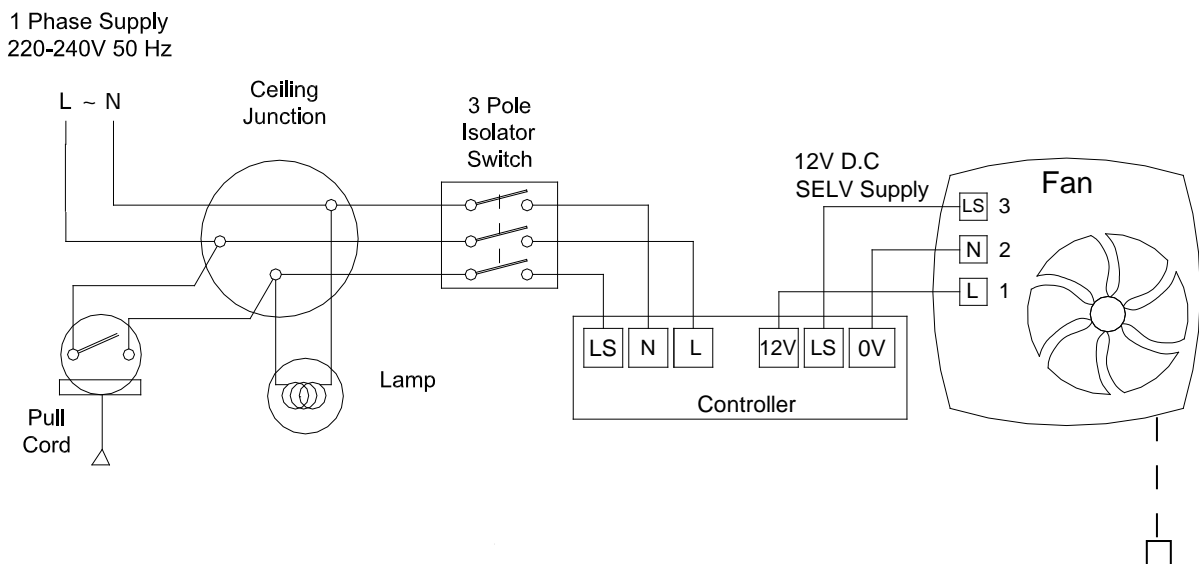 1 Phase Supply
220-240V 50 Hz
L ~ N
Ceiling
Junction
3 Pole
Isolator
Switch
12V D.C
SELV Supply
Fan
LS 3
N 2
L 1
LS N L 12V LS 0V
Controller
Lamp
Pull
Cord